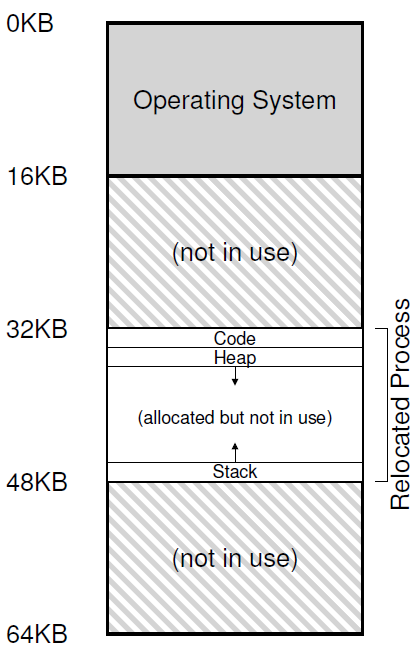 0KB
Operating System
16KB
(not in use)
32KB
Code
Heap
(allocated but not in use)
Stack
48KB
(not in use)
64KB
Relocated Process